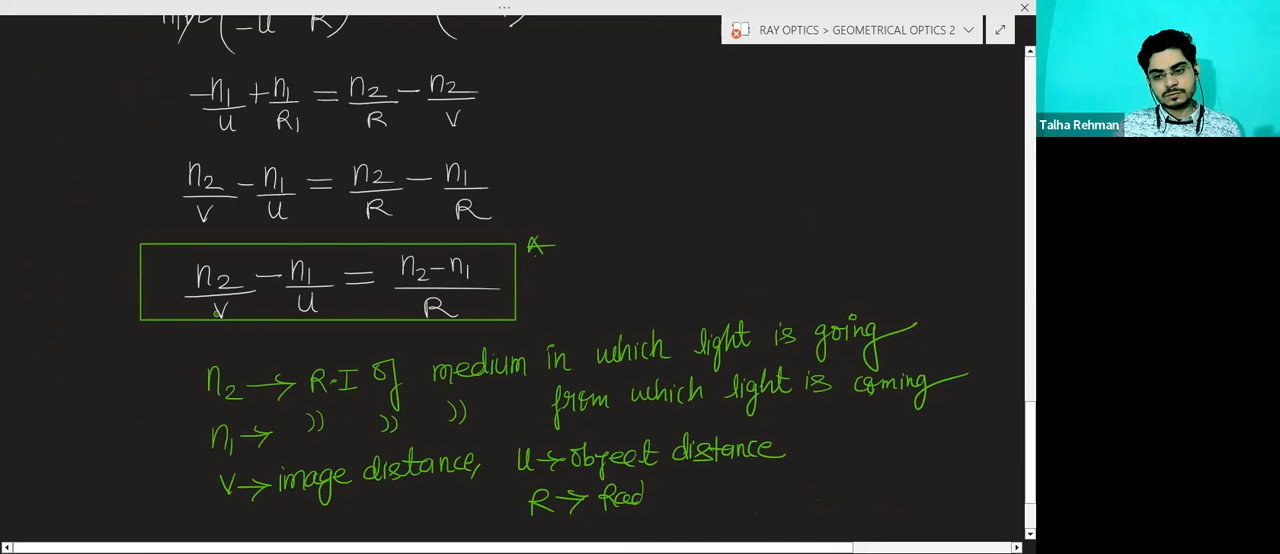 RAY OPTICS > GEOMETRICAL OPTICS 2
Talha Rehman
-n₁/u + n₁/R₁ = n₂/R - n₂/v
n₂/v - n₁/u = n₂/R - n₁/R
n₂/v - n₁/u = (n₂ - n₁)/R
n₂ → R.I of medium in which light is going
n₁ → )) )) )) from which light is coming
v → image distance, u → object distance
R → Rad